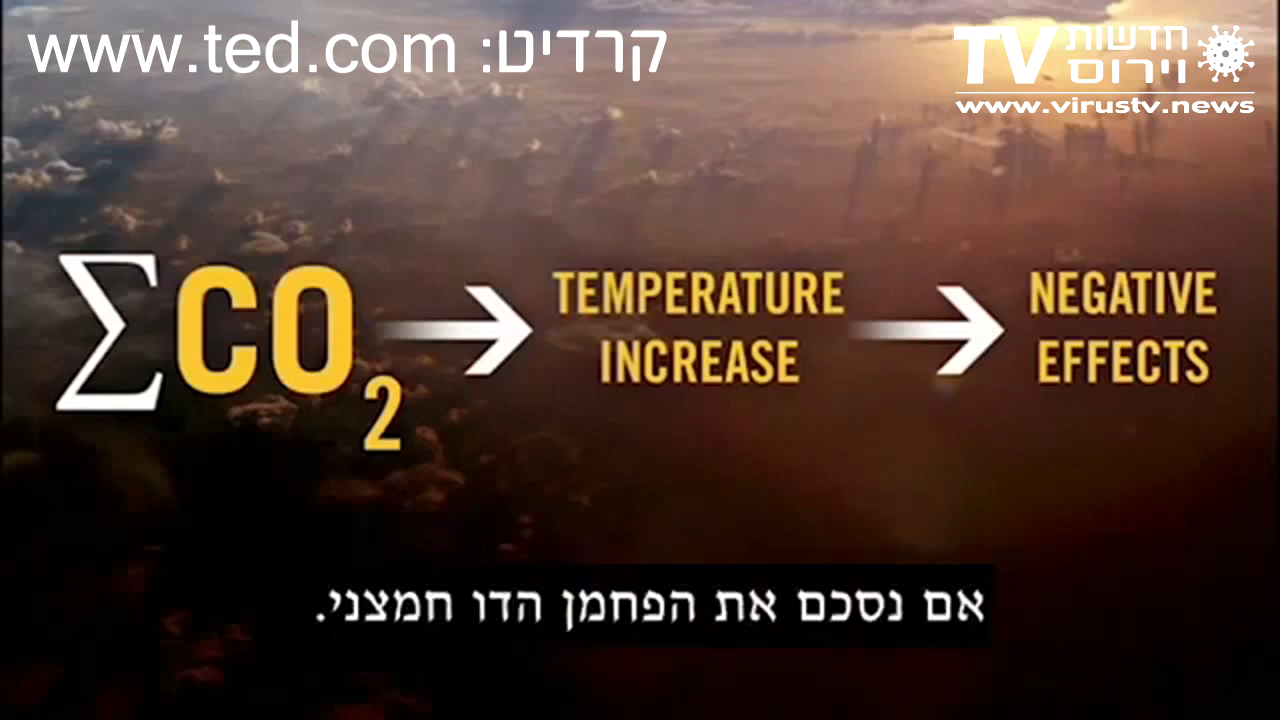 קרדיט: www.ted.com
TV חדשות
וירוס
www.virustv.news
∑CO₂ → TEMPERATURE INCREASE → NEGATIVE EFFECTS
אם נסכם את הפחמן הדו חמצני.